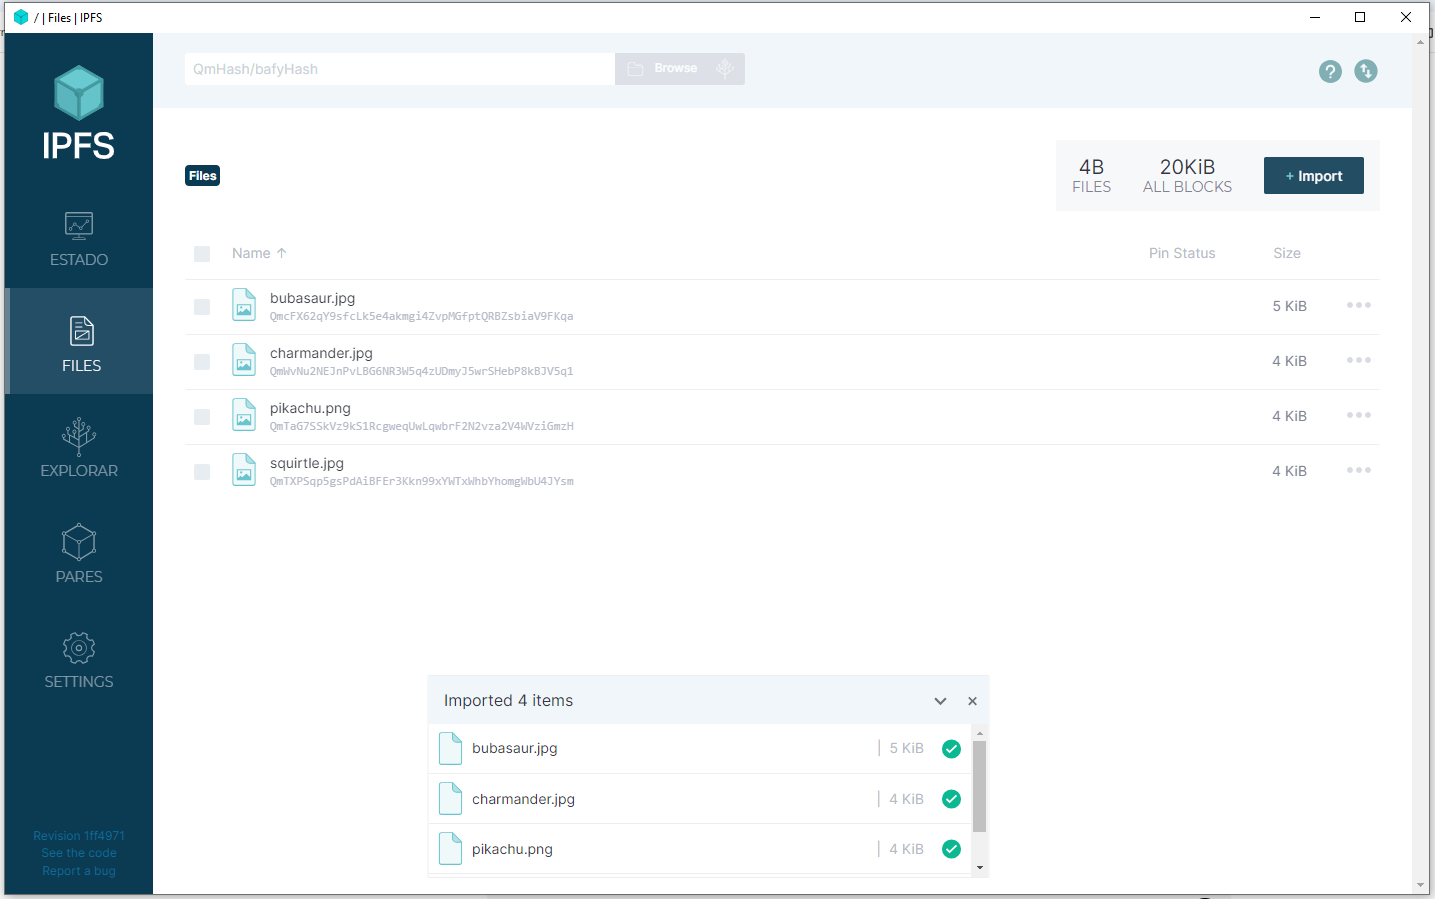 / | Files | IPFS
QmHash/bafyHash
Browse
IPFS
ESTADO
FILES
EXPLORAR
PARES
SETTINGS
Revision 1ff4971
See the code
Report a bug
Files
4B
FILES
20KiB
ALL BLOCKS
+ Import
Name ↑
Pin Status
Size
bubasaur.jpg
QmcFX62qY9sfcLk5e4akmgi4ZvpMGfptQRBZsbiaV9FKqa
5 KiB
charmander.jpg
QmWvNu2NEJnPvLBG6NR3W5q4zUDmyJ5wrSHebP8kBJV5q1
4 KiB
pikachu.png
QmTaG7SSkVz9kS1RcgweqUwLqwbrF2N2vza2V4WVziGmzH
4 KiB
squirtle.jpg
QmTXPSqp5gsPdAiBFEr3Kkn99xYWTxWhbYhomgWbU4JYsm
4 KiB
Imported 4 items
bubasaur.jpg
5 KiB
charmander.jpg
4 KiB
pikachu.png
4 KiB